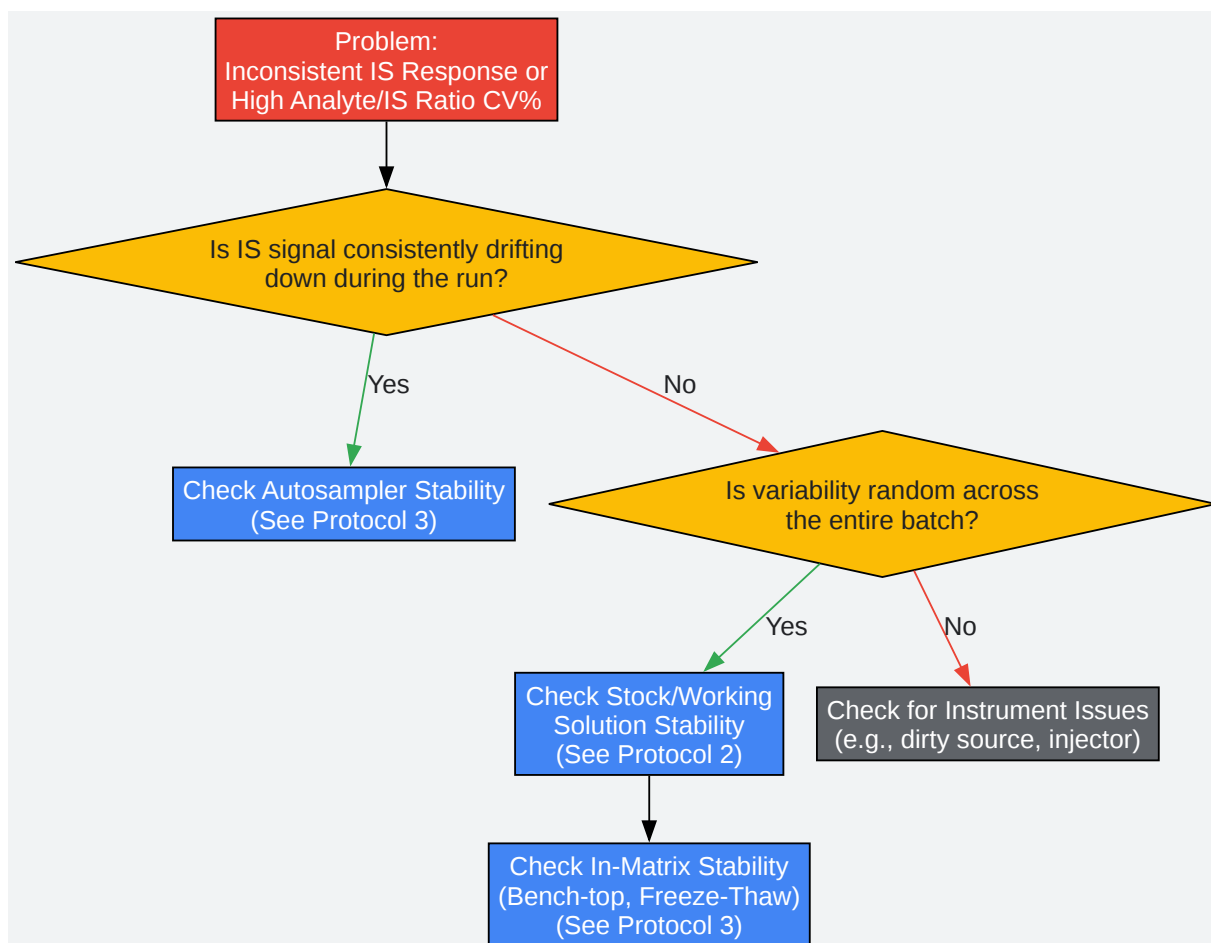 Problem:
Inconsistent IS Response or
High Analyte/IS Ratio CV%
Is IS signal consistently drifting
down during the run?
Yes
No
Check Autosampler Stability
(See Protocol 3)
Is variability random across
the entire batch?
Yes
No
Check Stock/Working
Solution Stability
(See Protocol 2)
Check for Instrument Issues
(e.g., dirty source, injector)
Check In-Matrix Stability
(Bench-top, Freeze-Thaw)
(See Protocol 3)